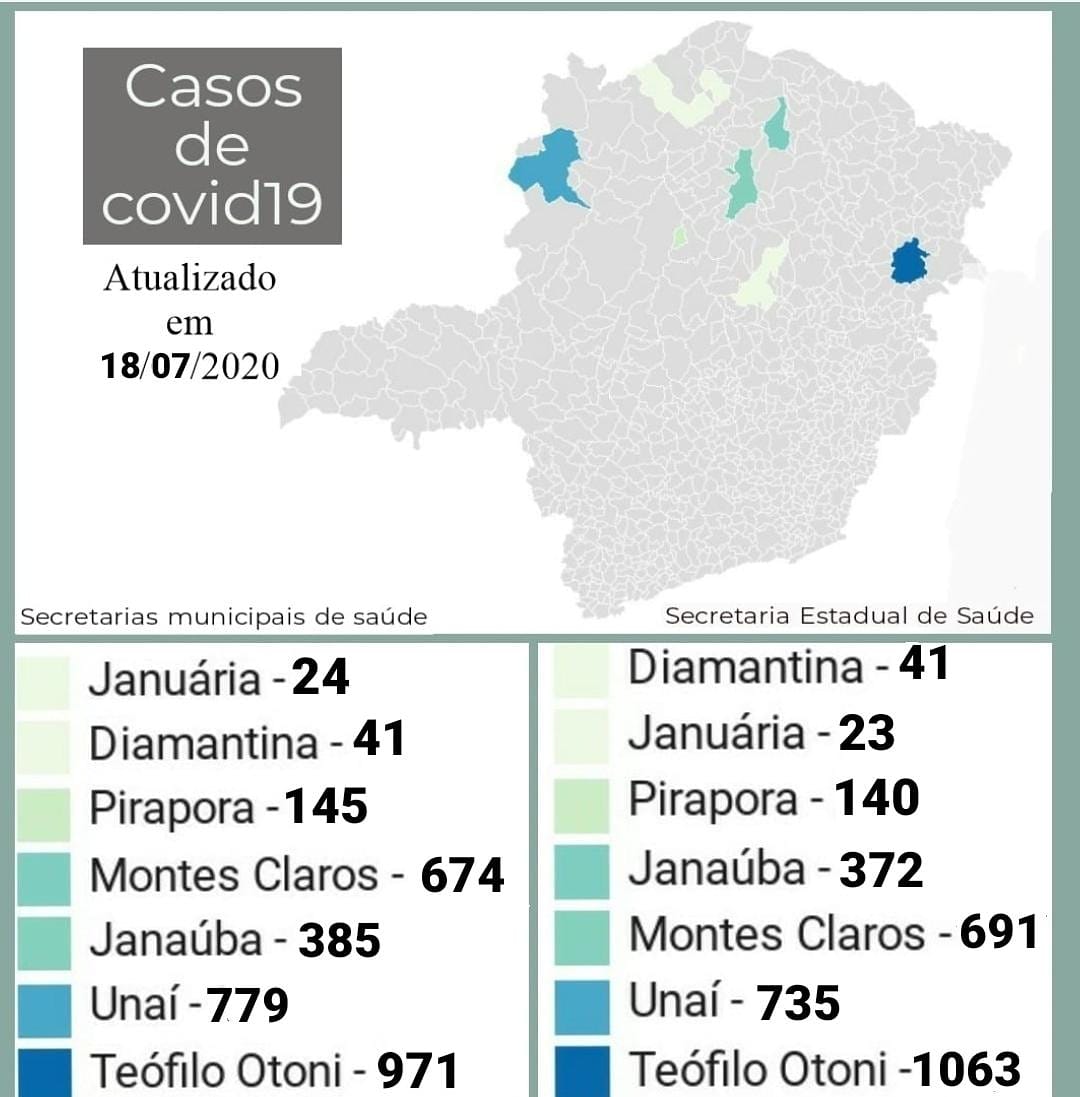 Casos
de
covid19
Atualizado
em
18/07/2020
Secretarias municipais de saúde
Secretaria Estadual de Saúde
Januária - 24
Diamantina - 41
Pirapora - 145
Montes Claros - 674
Janaúba - 385
Unaí - 779
Teófilo Otoni - 971
Diamantina - 41
Januária - 23
Pirapora - 140
Janaúba - 372
Montes Claros - 691
Unaí - 735
Teófilo Otoni -1063